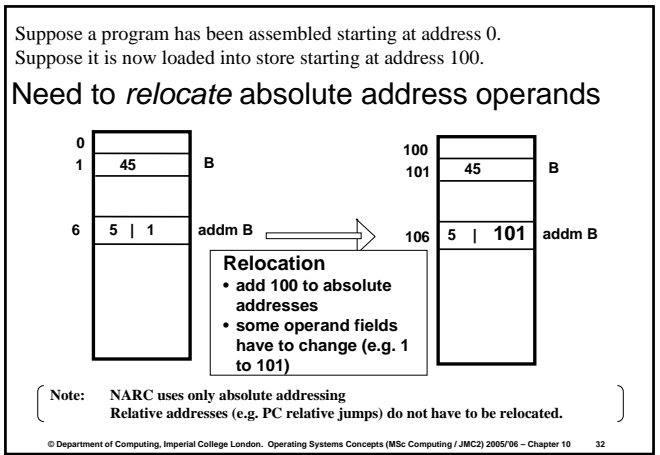 Suppose a program has been assembled starting at address 0.
Suppose it is now loaded into store starting at address 100.
Need to relocate absolute address operands
0
1 45 B
6 5 | 1 addm B
100
101 45 B
106 5 | 101 addm B
Relocation
• add 100 to absolute
addresses
• some operand fields
have to change (e.g. 1
to 101)
Note: NARC uses only absolute addressing
Relative addresses (e.g. PC relative jumps) do not have to be relocated.
© Department of Computing, Imperial College London. Operating Systems Concepts (MSc Computing / JMC2) 2005/'06 – Chapter 10 32